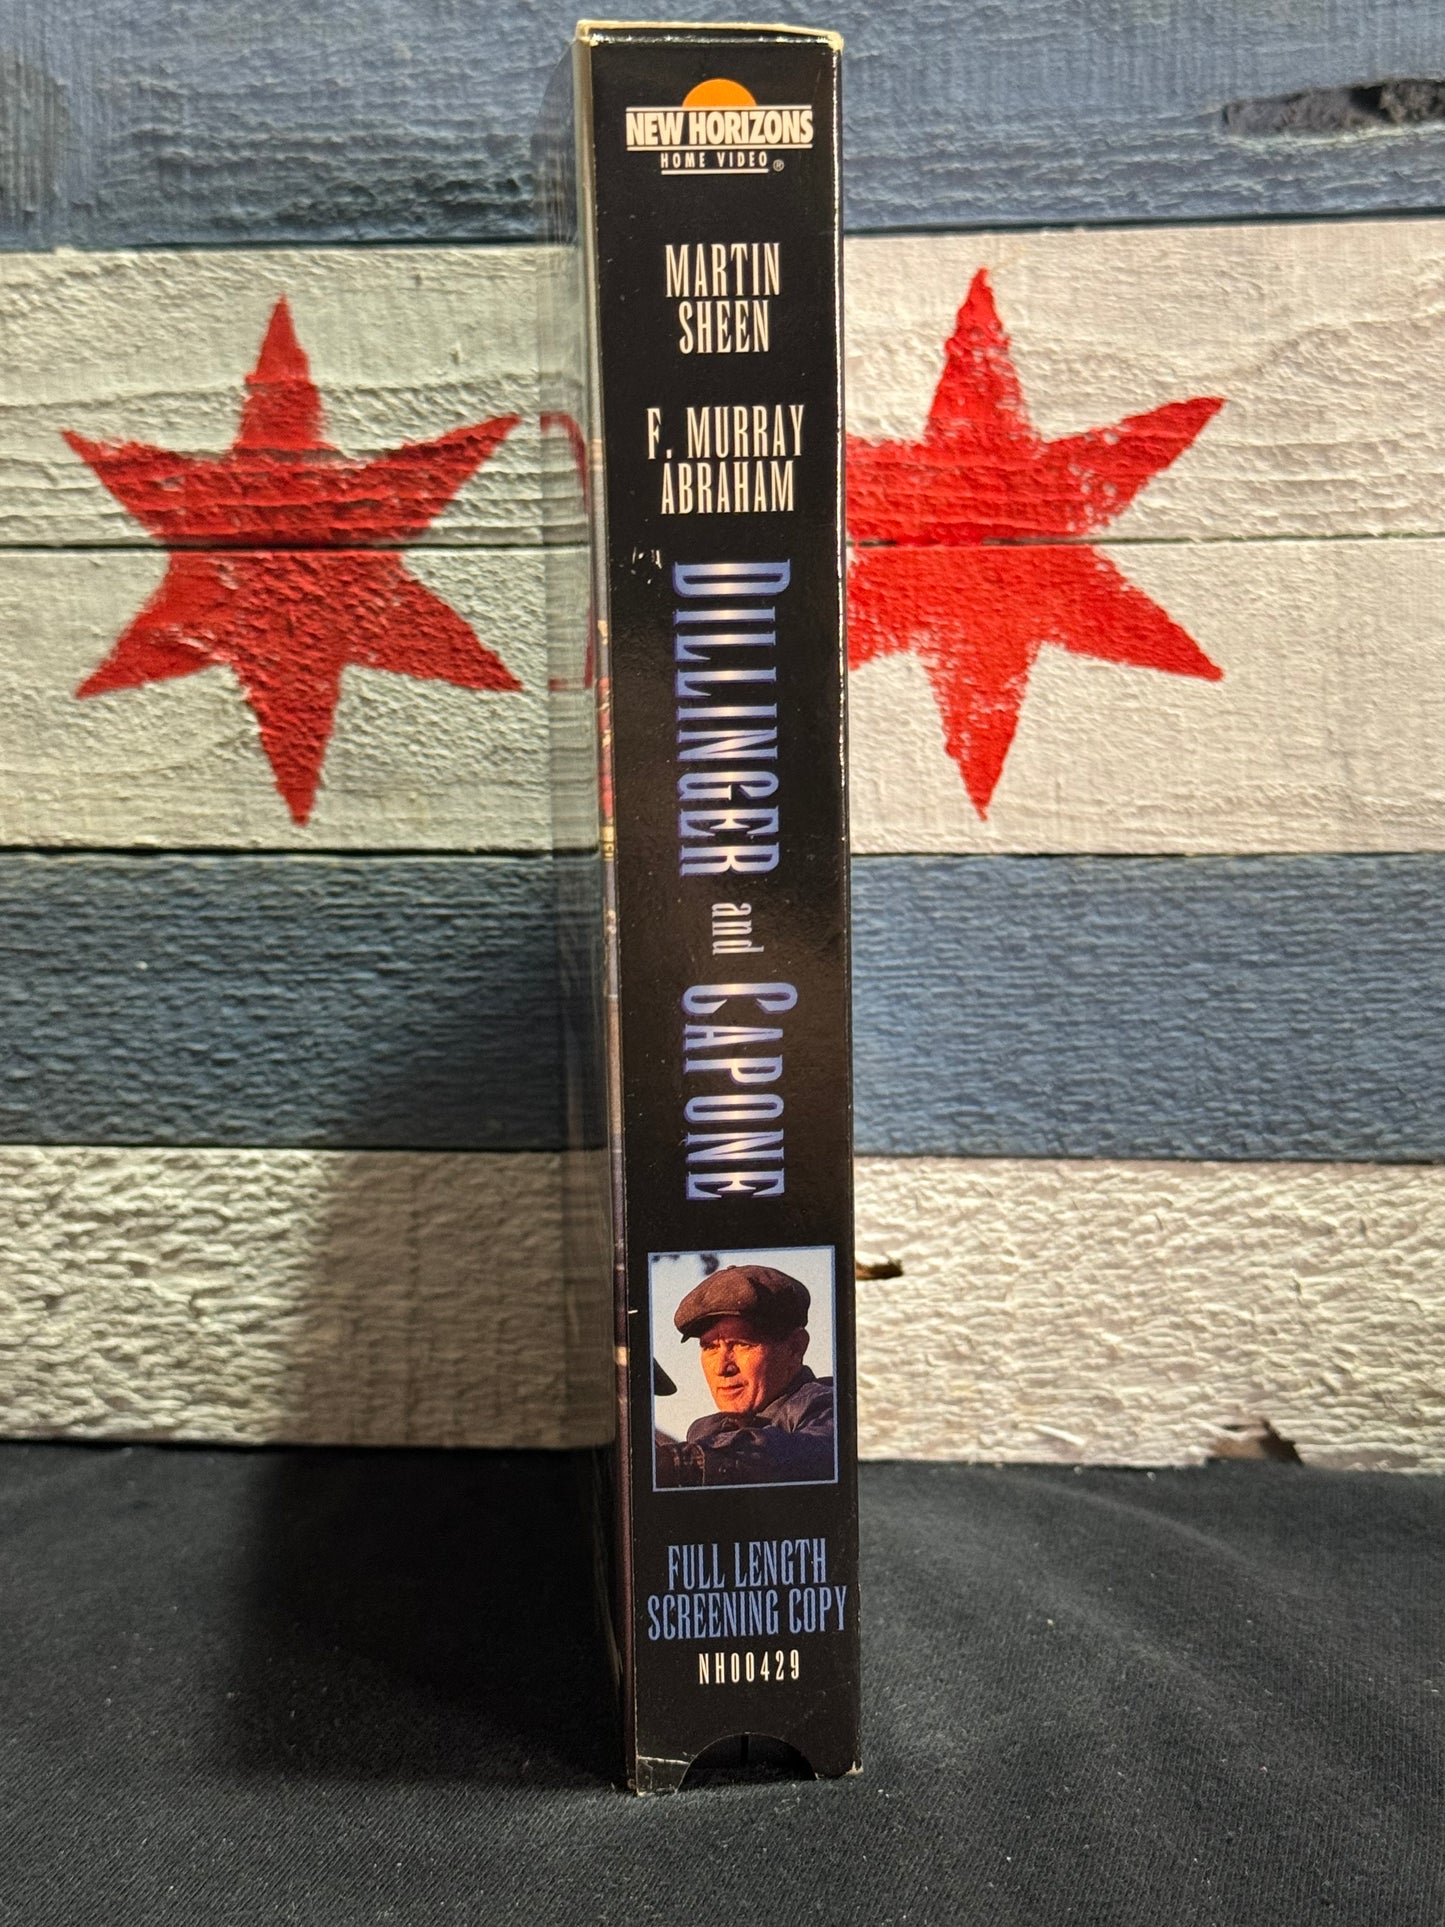 NEW HORIZONS
HOME VIDEO ®
MARTIN
SHEEN
F. MURRAY
ABRAHAM
DILLINGER and CAPONE
FULL LENGTH
SCREENING COPY
NH00429